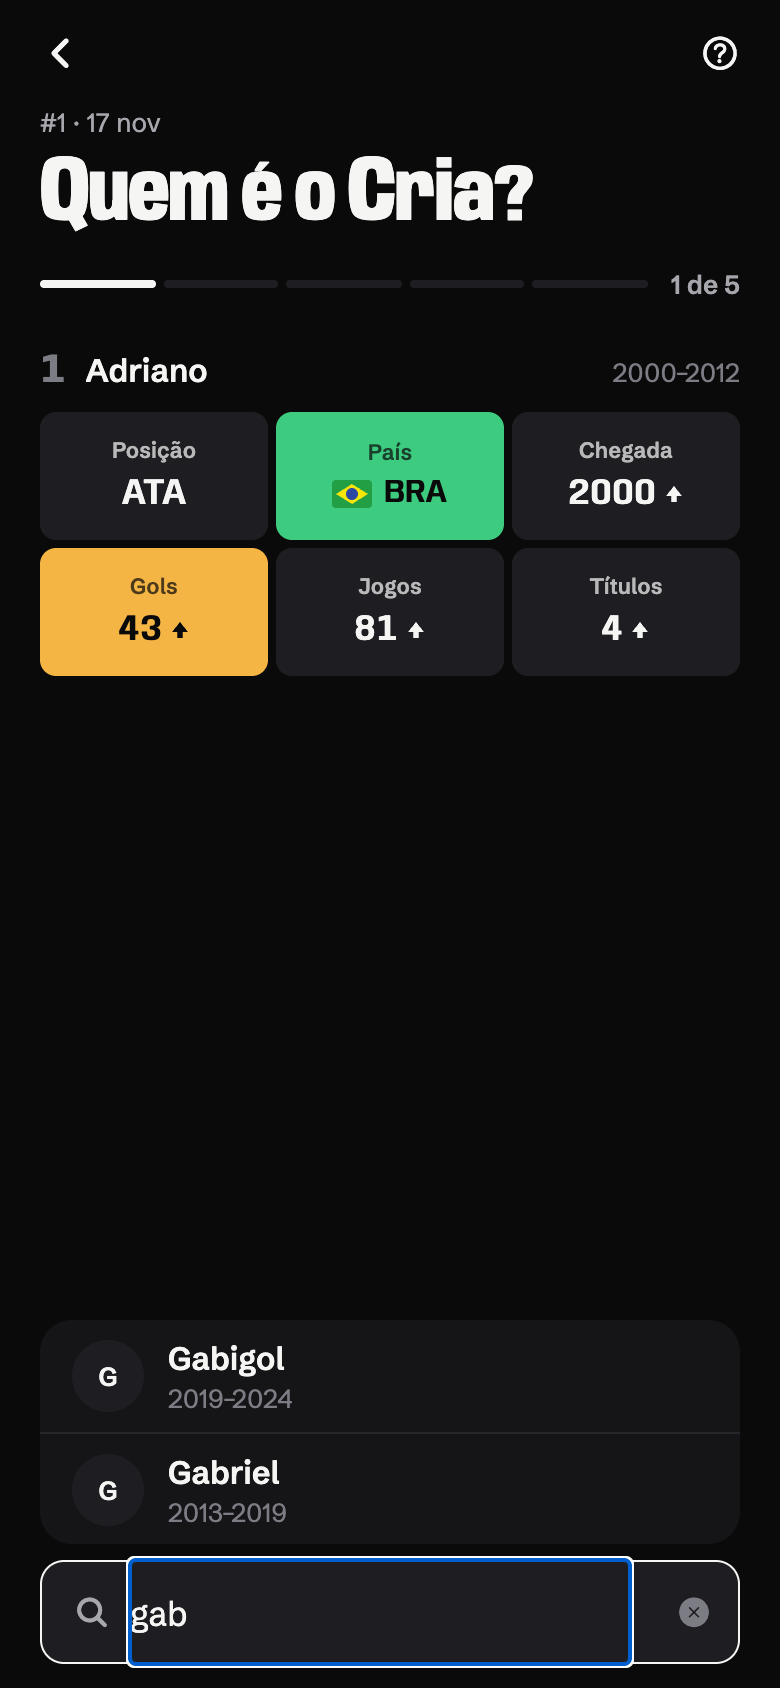 #1 · 17 nov
Quem é o Cria?
1 de 5
1 Adriano 2000–2012
Posição País Chegada
ATA BRA 2000
Gols Jogos Títulos
43 81 4
G Gabigol
2019–2024
G Gabriel
2013–2019
gab